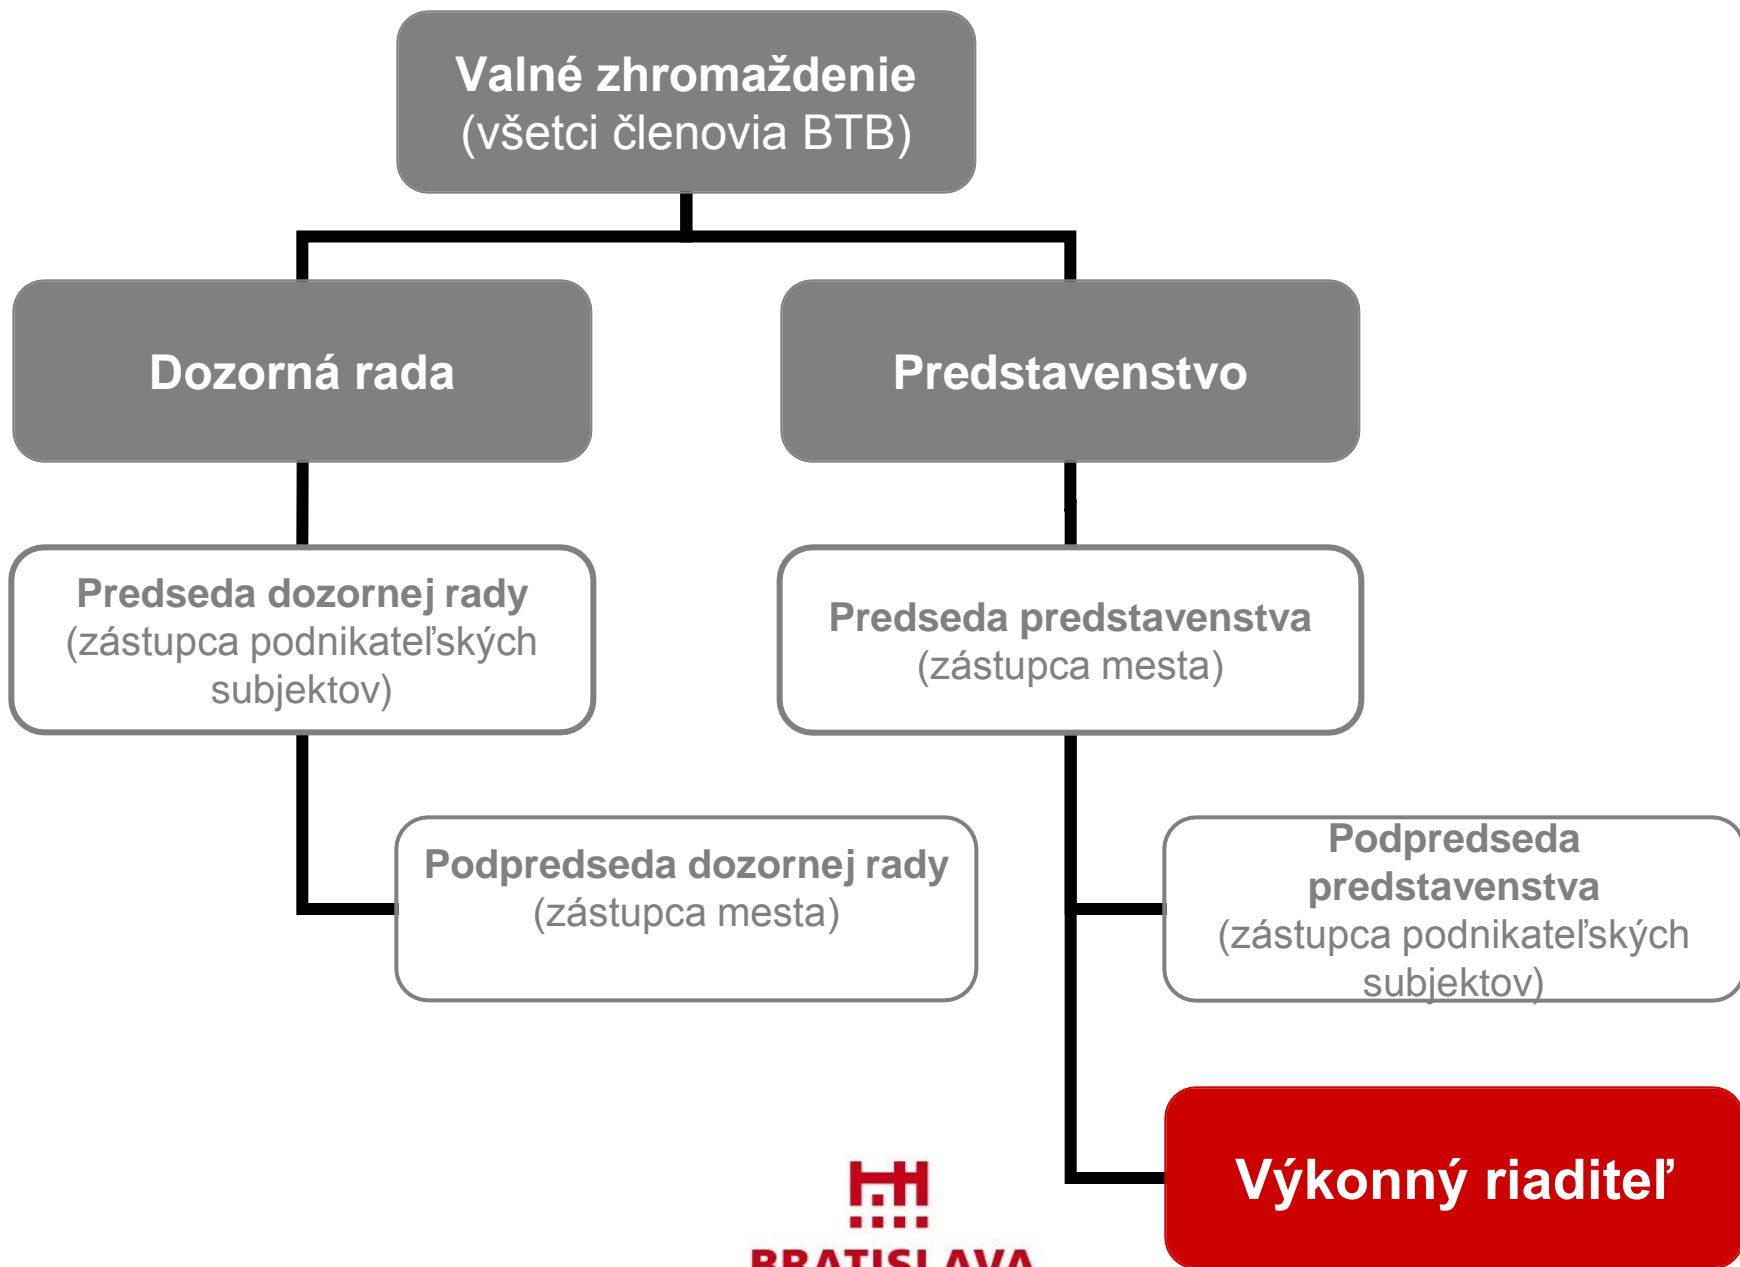 Valné zhromaždenie
(všetci členovia BTB)
Dozorná rada
Predstavenstvo
Predseda dozornej rady
(zástupca podnikateľských
subjektov)
Predseda predstavenstva
(zástupca mesta)
Podpredseda dozornej rady
(zástupca mesta)
Podpredseda
predstavenstva
(zástupca podnikateľských
subjektov)
Výkonný riaditeľ
BRATISLAVA